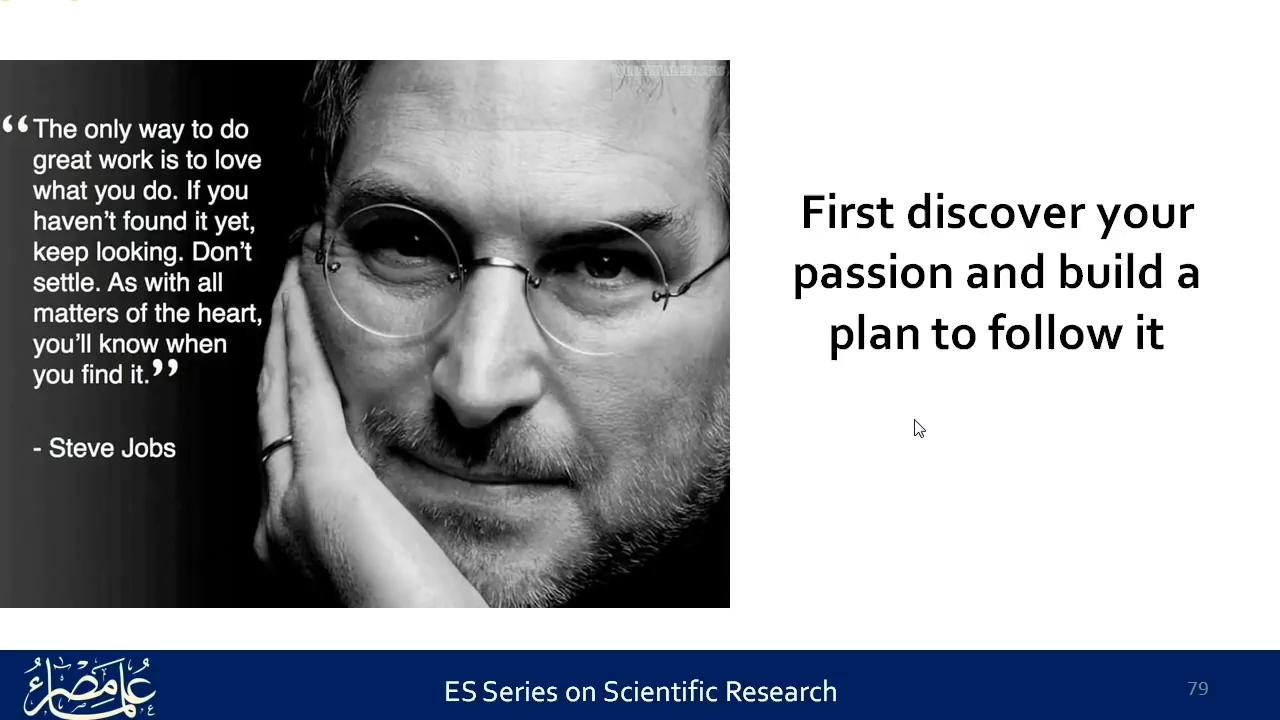 “The only way to do
great work is to love
what you do. If you
haven’t found it yet,
keep looking. Don’t
settle. As with all
matters of the heart,
you’ll know when
you find it.”
- Steve Jobs
First discover your
passion and build a
plan to follow it
علماء مصر
ES Series on Scientific Research
79